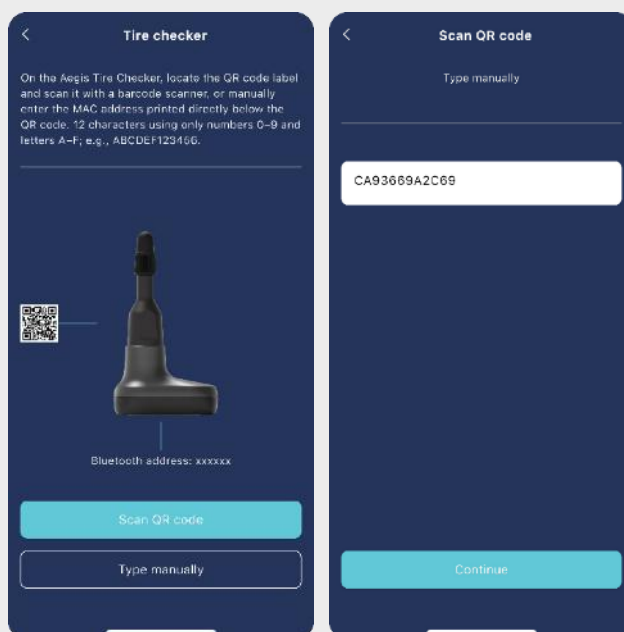 Tire checker
On the Aegis Tire Checker, locate the QR code label
and scan it with a barcode scanner, or manually
enter the MAC address printed directly below the
QR code. 12 characters using only numbers 0–9 and
letters A–F; e.g., ABCDEF123456.
Bluetooth address: xxxxxx
Scan QR code
Type manually
Scan QR code
Type manually
CA93669A2C69
Continue